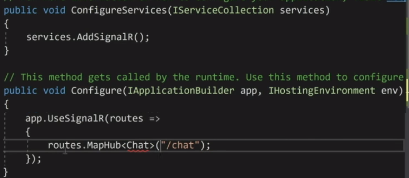 public void ConfigureServices(IServiceCollection services)
{
    services.AddSignalR();
}
// This method gets called by the runtime. Use this method to configure
public void Configure(IApplicationBuilder app, IHostingEnvironment env)
{
    app.UseSignalR(routes =>
    {
        routes.MapHub<Chat>("/chat");
    });
}